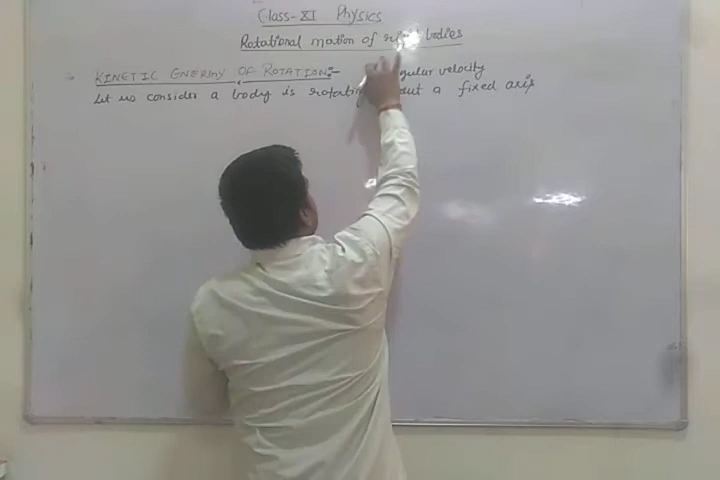 Class-XI Physics
Rotational motion of bodies
KINETIC ENERGY OF ROTATION:- velocity
Let us consider a body is rotating a fixed axis